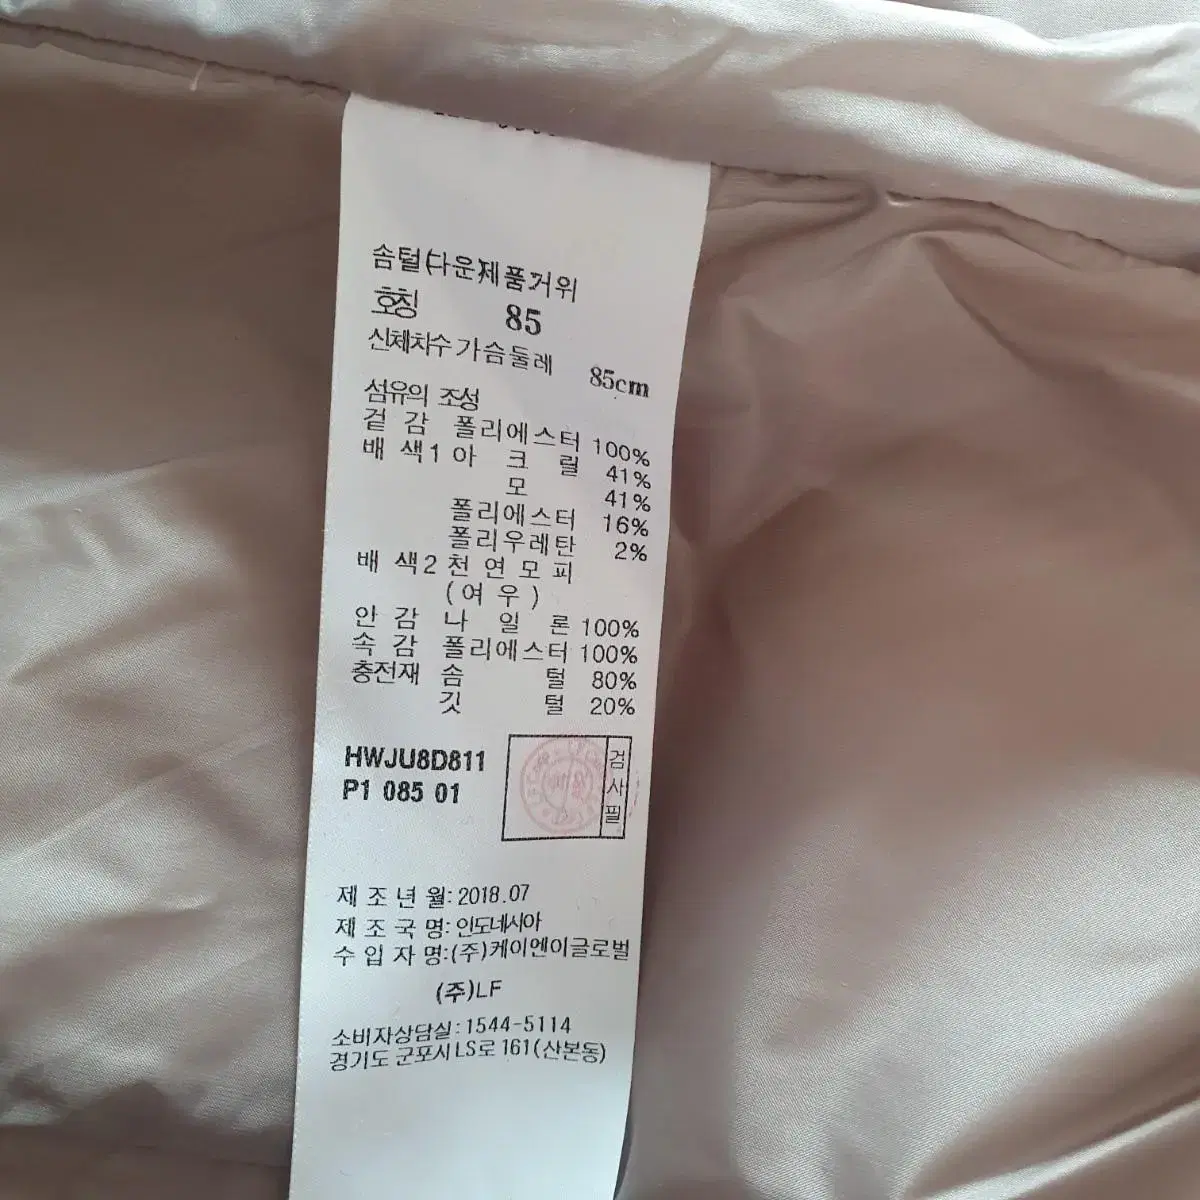 솜털(다운)제품거위
호칭 85
신체치수 가슴둘레 85cm
섬유의 조성
겉 감 폴리에스터 100%
배 색1 아 크 릴 41%
모 41%
폴리에스터 16%
폴리우레탄 2%
배 색2 천 연 모 피
(여 우)
안 감 나 일 론 100%
속 감 폴리에스터 100%
충전재 솜 털 80%
깃 털 20%
HWJU8D811
P1 085 01
검사필
제 조 년 월: 2018.07
제 조 국 명: 인도네시아
수 입 자 명:(주)케이엔이글로벌
(주)LF
소비자상담실:1544-5114
경기도 군포시 LS로 161(산본동)